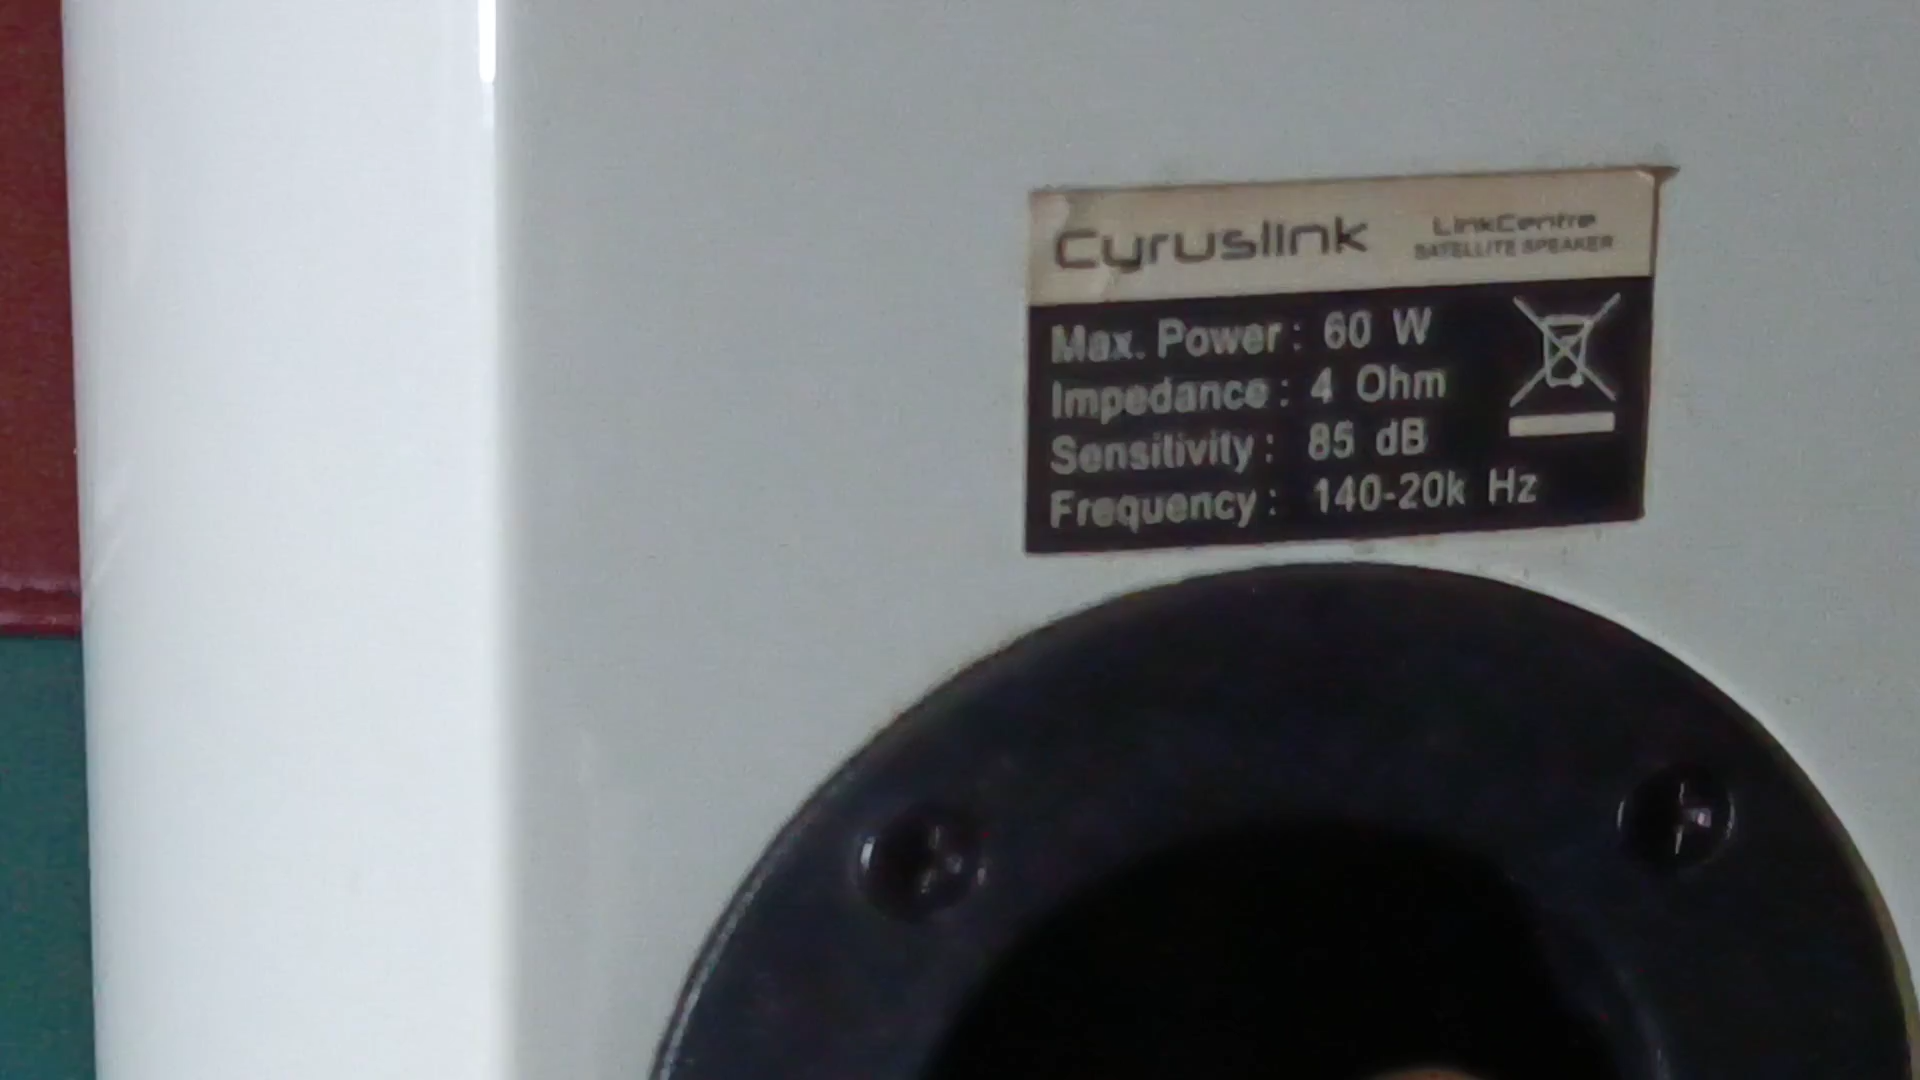 Cyruslink
LinkCentre
SATELLITE SPEAKER
Max. Power : 60 W
Impedance : 4 Ohm
Sensitivity : 85 dB
Frequency : 140-20k Hz